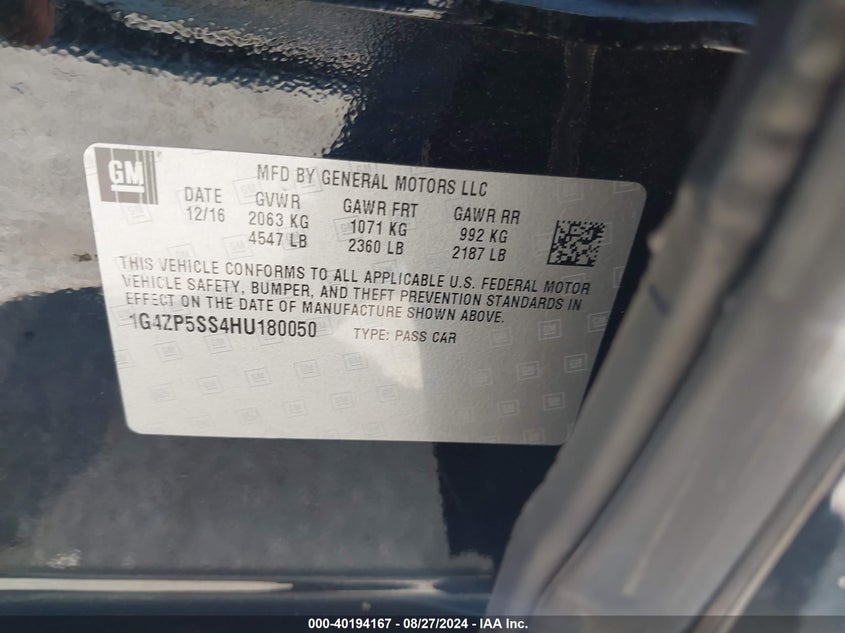 GM
MFD BY GENERAL MOTORS LLC
DATE GVWR GAWR FRT GAWR RR
12/16 2063 KG 1071 KG 992 KG
4547 LB 2360 LB 2187 LB
THIS VEHICLE CONFORMS TO ALL APPLICABLE U.S. FEDERAL MOTOR
VEHICLE SAFETY, BUMPER, AND THEFT PREVENTION STANDARDS IN
EFFECT ON THE DATE OF MANUFACTURE SHOWN ABOVE.
1G4ZP5SS4HU180050 TYPE: PASS CAR
000-40194167 - 08/27/2024 - IAA Inc.